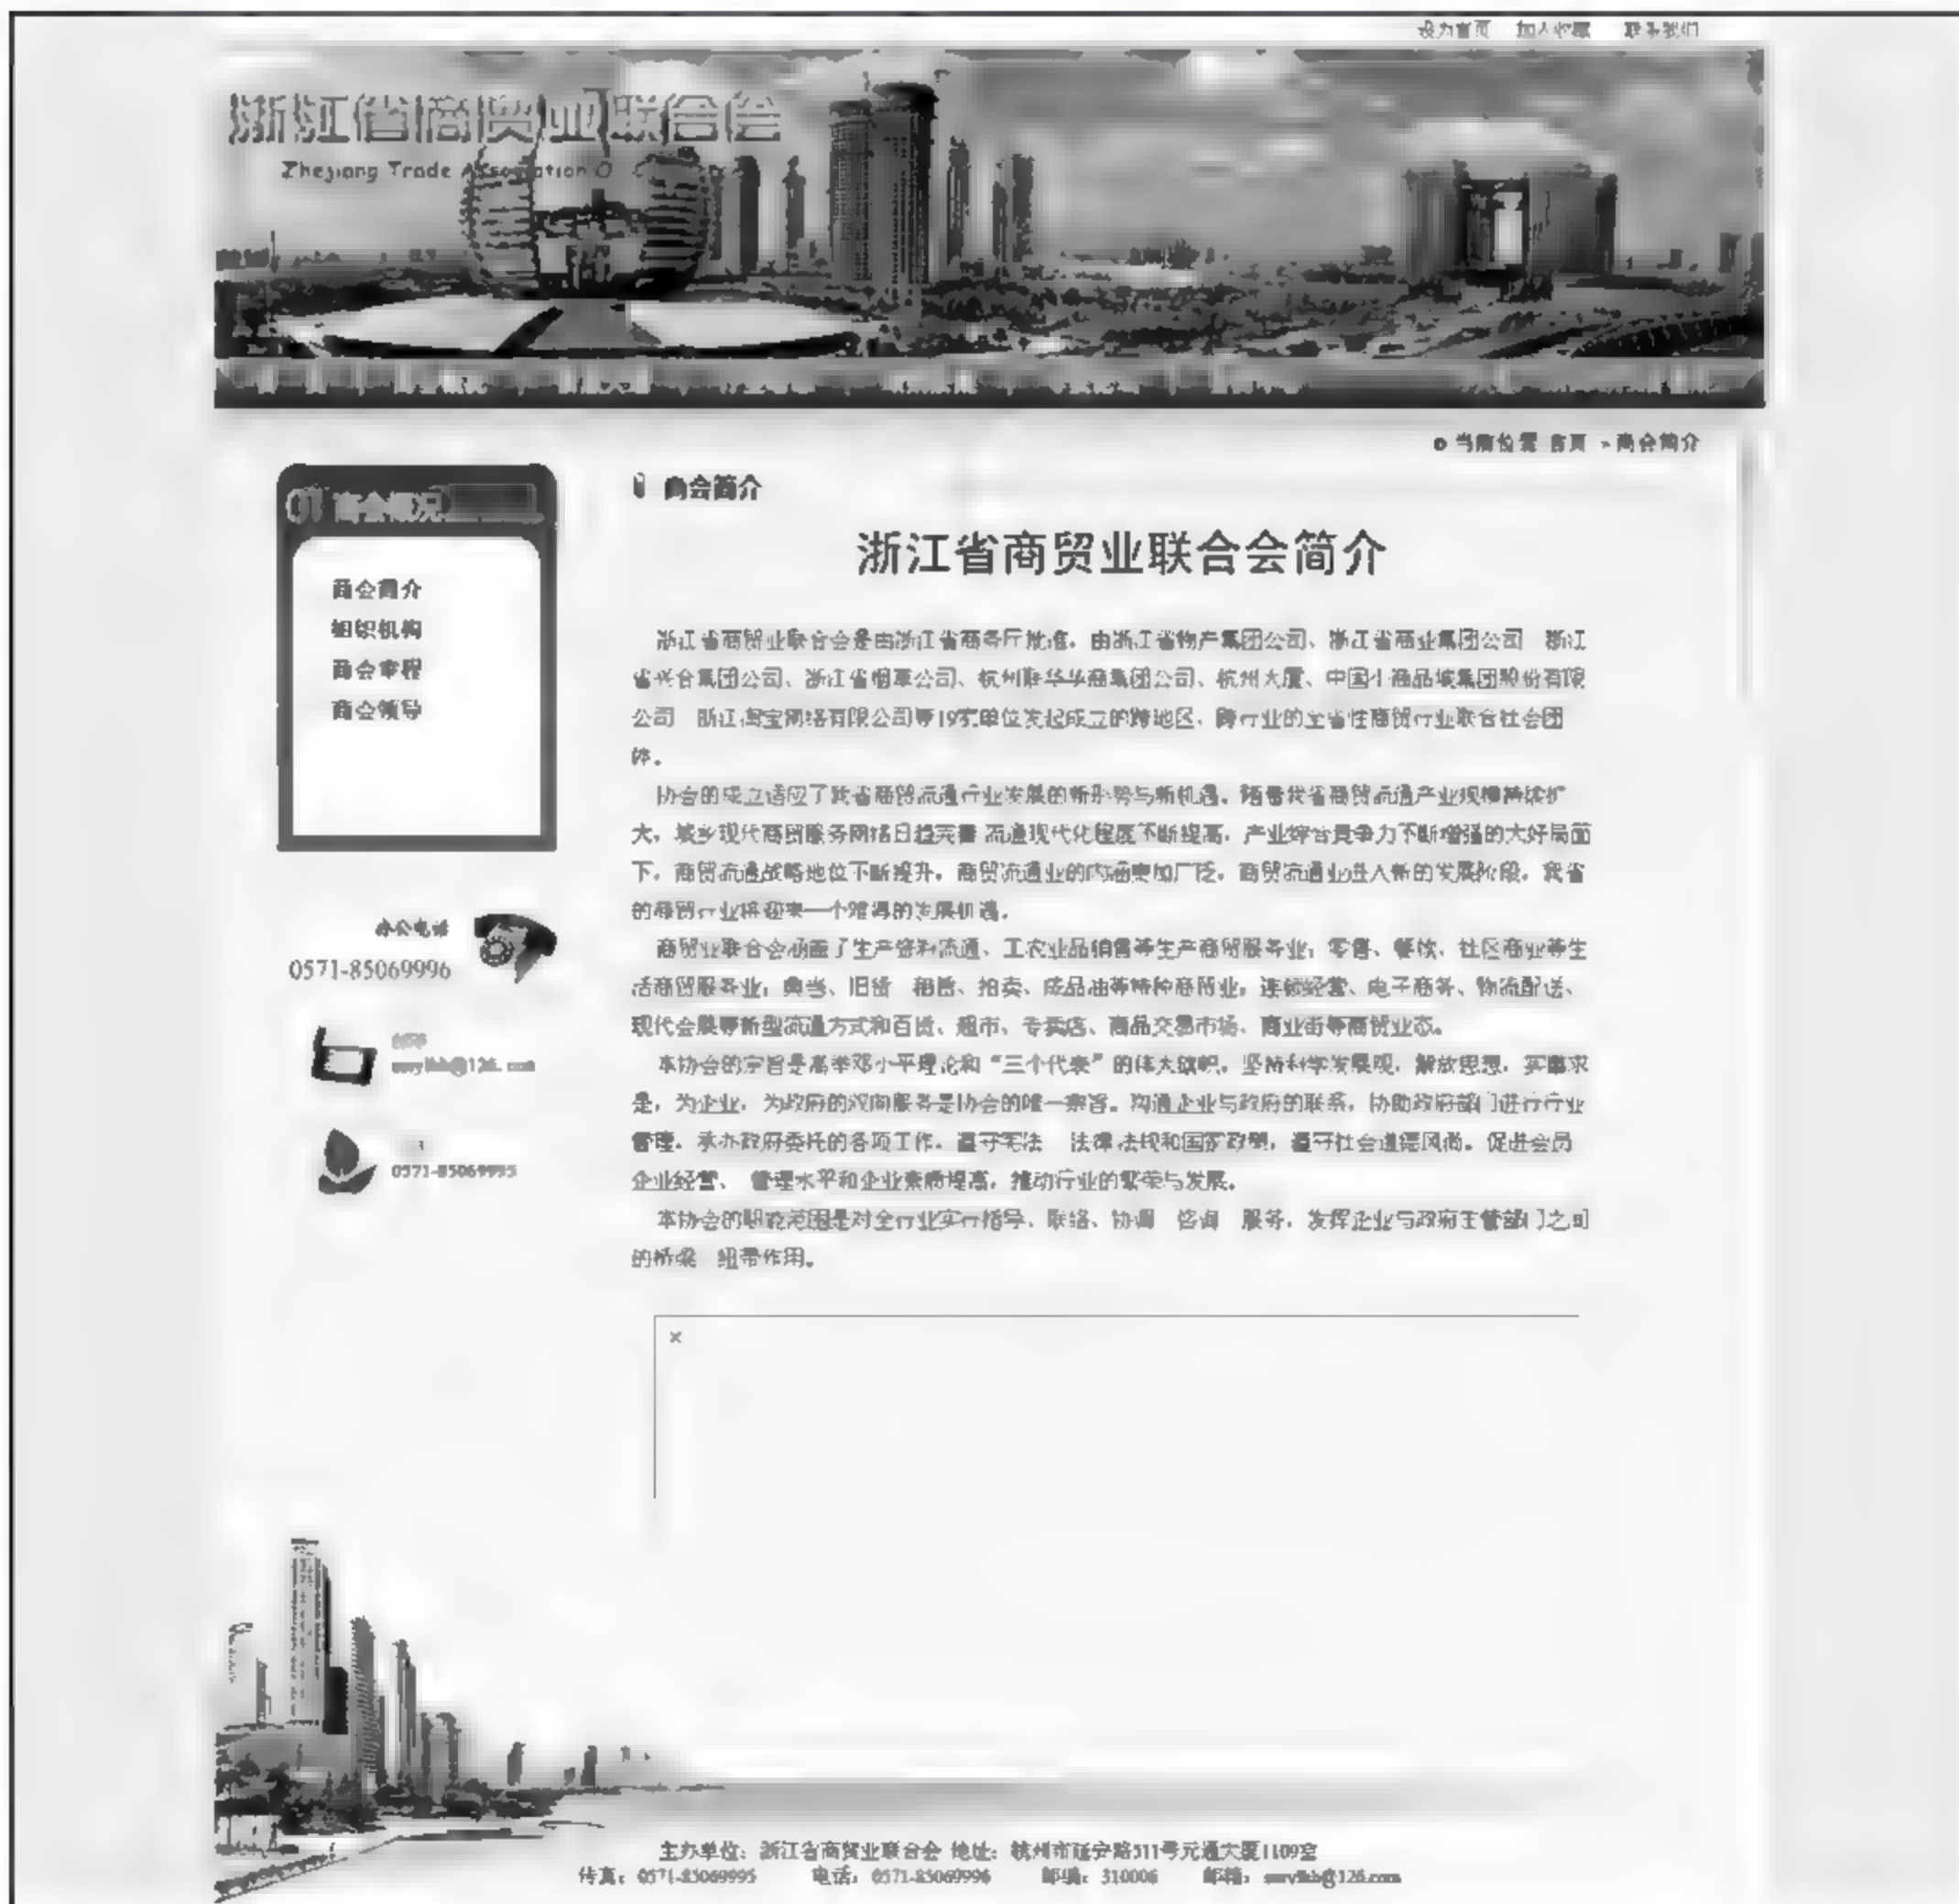 设为首页 加入收藏 联系我们
浙江省商贸业联合会
Zhejiang Trade Association
当前位置 首页 商会简介
商会概况
商会简介
组织机构
商会章程
商会领导
办公电话
0571-85069996
邮箱
@126.com
0571-85069995
商会简介
浙江省商贸业联合会简介
浙江省商贸业联合会是由浙江省商务厅批准，由浙江省物产集团公司、浙江省商业集团公司 浙江
省兴合集团公司、浙江省烟草公司、杭州联华华商集团公司、杭州大厦、中国小商品城集团股份有限
公司 浙江淘宝网络有限公司等19家单位发起成立的跨地区，跨行业的全省性商贸行业联合社会团
体。
协会的成立适应了我省商贸流通行业发展的新形势与新机遇，随着我省商贸流通产业规模持续扩
大，城乡现代商贸服务网络日趋完善 流通现代化程度不断提高，产业综合竞争力不断增强的大好局面
下，商贸流通战略地位不断提升，商贸流通业的内涵更加广泛，商贸流通业进入新的发展阶段，我省
的商贸行业将迎来一个难得的发展机遇。
商贸业联合会涵盖了生产资料流通、工农业品销售等生产商贸服务业；零售、餐饮、社区商业等生
活商贸服务业；典当、旧货 租赁、拍卖、成品油等特种商贸业；连锁经营、电子商务、物流配送、
现代会展等新型流通方式和百货、超市、专卖店、商品交易市场、商业街等商贸业态。
本协会的宗旨是高举邓小平理论和“三个代表”的伟大旗帜，坚持科学发展观，解放思想，实事求
是，为企业，为政府的双向服务是协会的唯一宗旨。沟通企业与政府的联系，协助政府部门进行行业
管理，承办政府委托的各项工作，遵守宪法 法律法规和国家政策，遵守社会道德风尚。促进会员
企业经营、 管理水平和企业素质提高，推动行业的繁荣与发展。
本协会的职能范围是对全行业实行指导、联络、协调 咨询 服务，发挥企业与政府主管部门之间
的桥梁 纽带作用。
主办单位：浙江省商贸业联合会 地址：杭州市延安路511号元通大厦1109室
传真：0571-85069995 电话：0571-85069996 邮编：310006 邮箱： @126.com